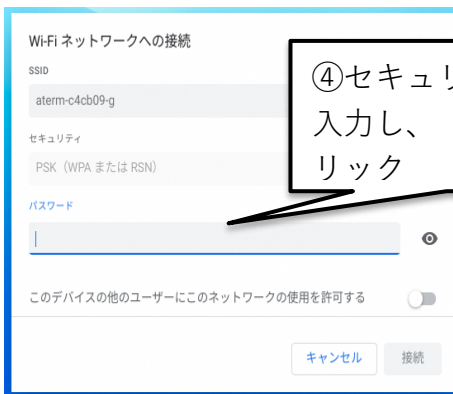 Wi-Fi ネットワークへの接続
SSID
aterm-c4cb09-g
セキュリティ
PSK（WPA または RSN）
パスワード
このデバイスの他のユーザーにこのネットワークの使用を許可する
キャンセル
接続
④セキュリ
入力し、
リック